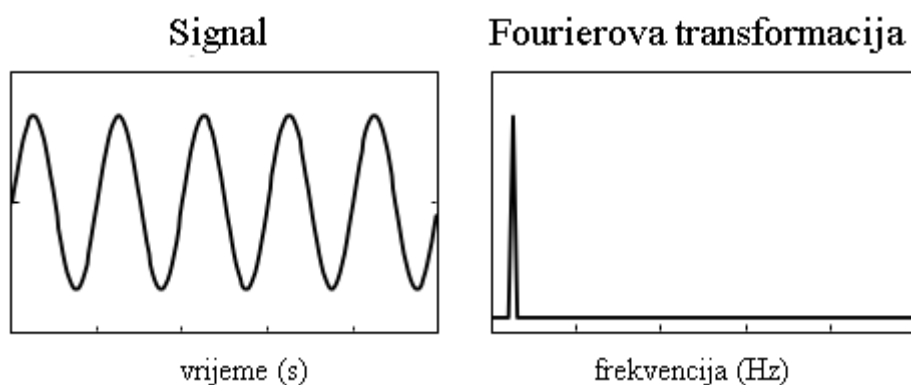 Signal
Fourierova transformacija
vrijeme (s)
frekvencija (Hz)